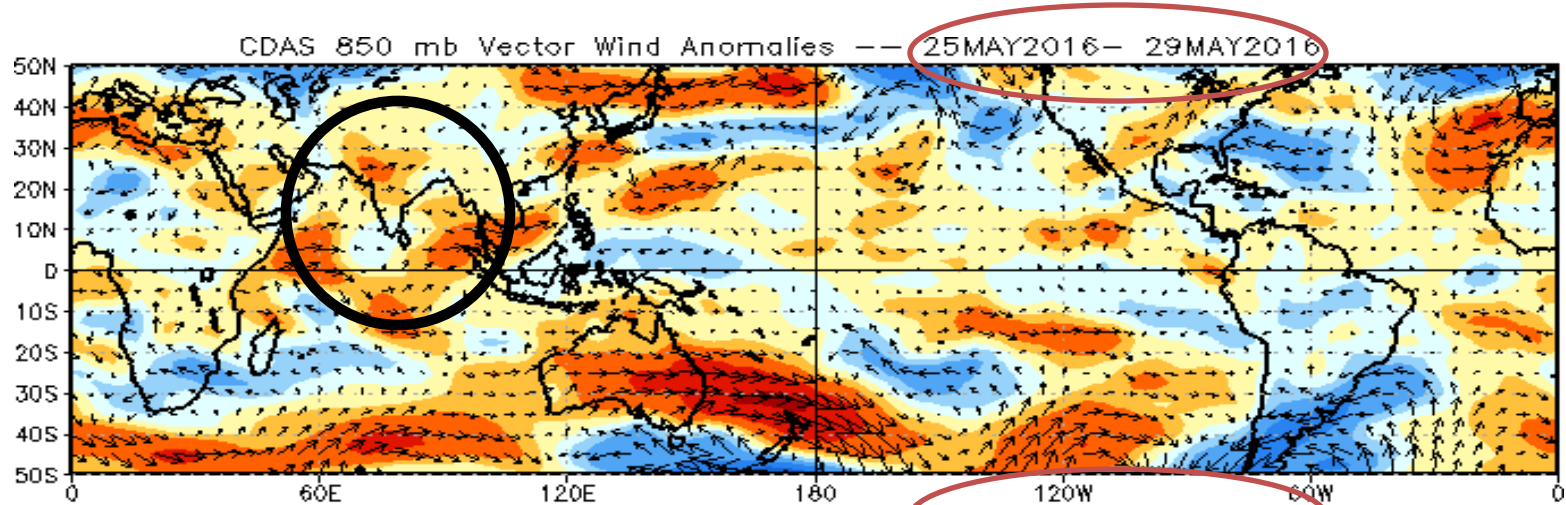 CDAS 850 mb Vector Wind Anomalies -- 25MAY2016- 29MAY2016
50N
40N
30N
20N
10N
0
10S
20S
30S
40S
50S
0 60E 120E 180 120W 60W 0